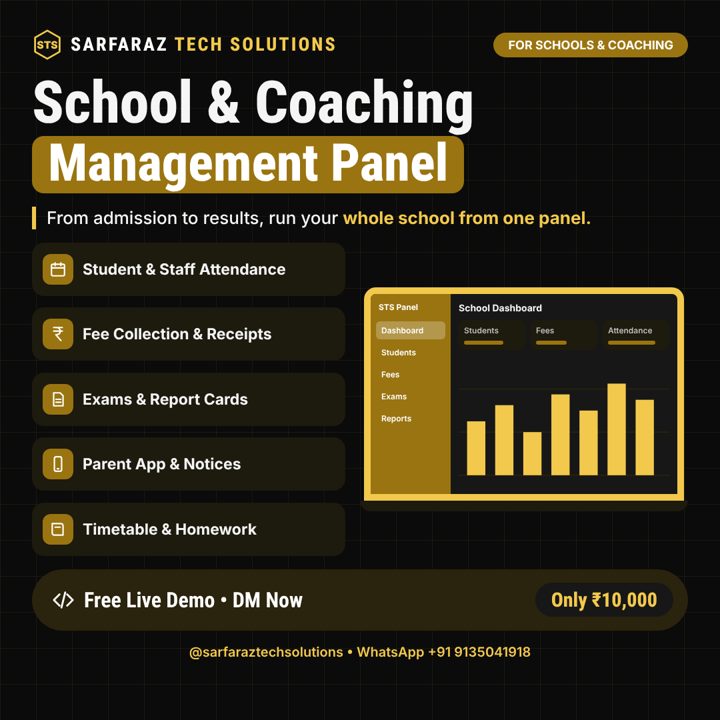 STS SARFARAZ TECH SOLUTIONS
FOR SCHOOLS & COACHING
School & Coaching
Management Panel
From admission to results, run your whole school from one panel.
Student & Staff Attendance
Fee Collection & Receipts
Exams & Report Cards
Parent App & Notices
Timetable & Homework
STS Panel
Dashboard
Students
Fees
Exams
Reports
School Dashboard
Students Fees Attendance
Free Live Demo • DM Now
Only ₹10,000
@sarfaraztechsolutions • WhatsApp +91 9135041918